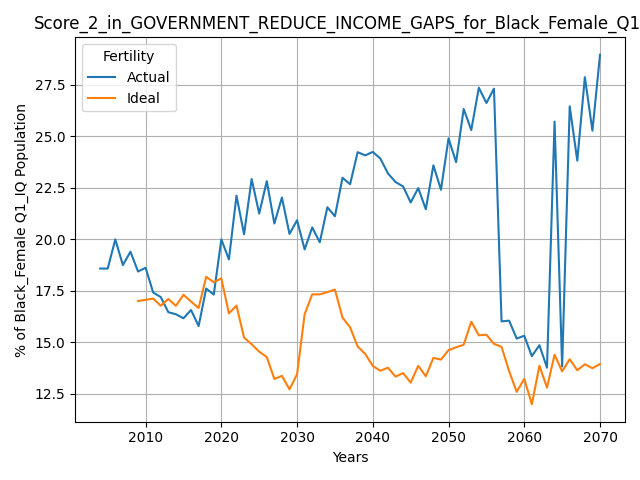 Score_2_in_GOVERNMENT_REDUCE_INCOME_GAPS_for_Black_Female_Q1
Fertility
Actual
Ideal
% of Black_Female Q1_IQ Population
27.5
25.0
22.5
20.0
17.5
15.0
12.5
2010 2020 2030 2040 2050 2060 2070
Years